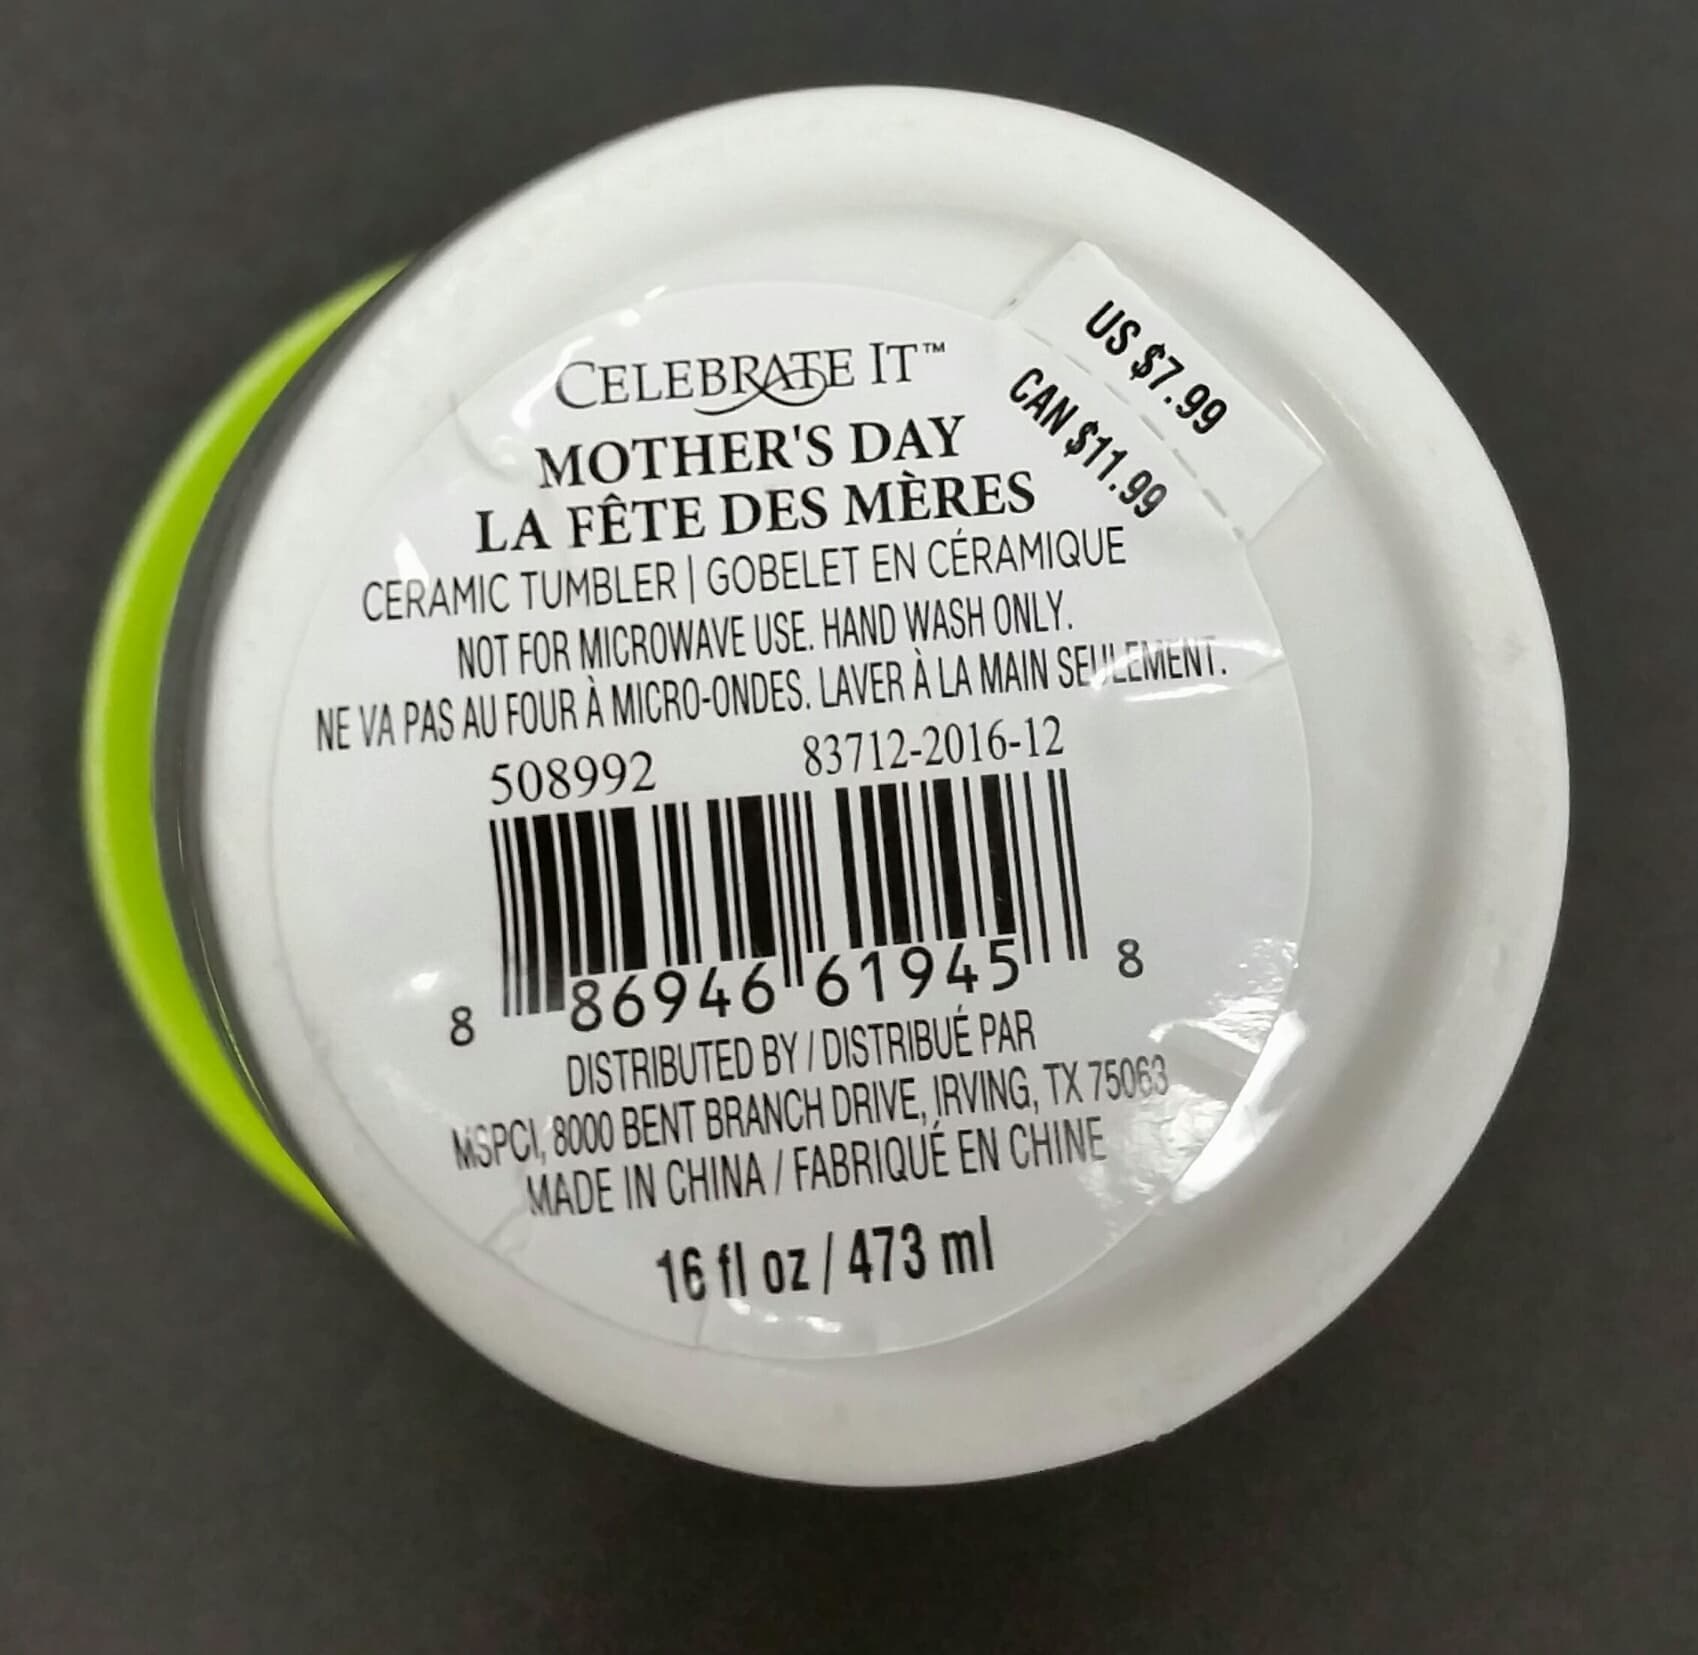 US $7.99
CAN $11.99
CELEBRATE IT™
MOTHER'S DAY
LA FÊTE DES MÈRES
CERAMIC TUMBLER | GOBELET EN CÉRAMIQUE
NOT FOR MICROWAVE USE. HAND WASH ONLY.
NE VA PAS AU FOUR À MICRO-ONDES. LAVER À LA MAIN SEULEMENT.
508992 83712-2016-12
8 86946 61945 8
DISTRIBUTED BY / DISTRIBUÉ PAR
MSPCI, 8000 BENT BRANCH DRIVE, IRVING, TX 75063
MADE IN CHINA / FABRIQUÉ EN CHINE
16 fl oz / 473 ml